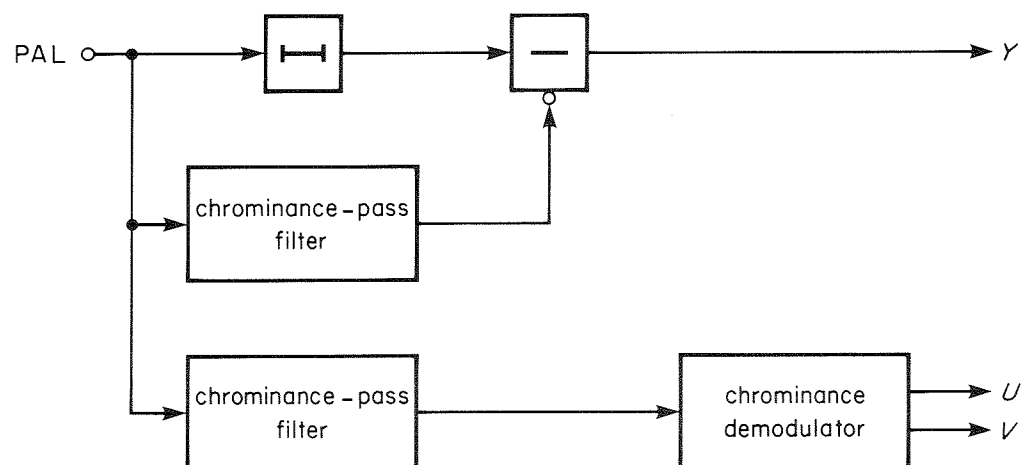 PAL
Y
chrominance-pass
filter
chrominance-pass
filter
chrominance
demodulator
U
V